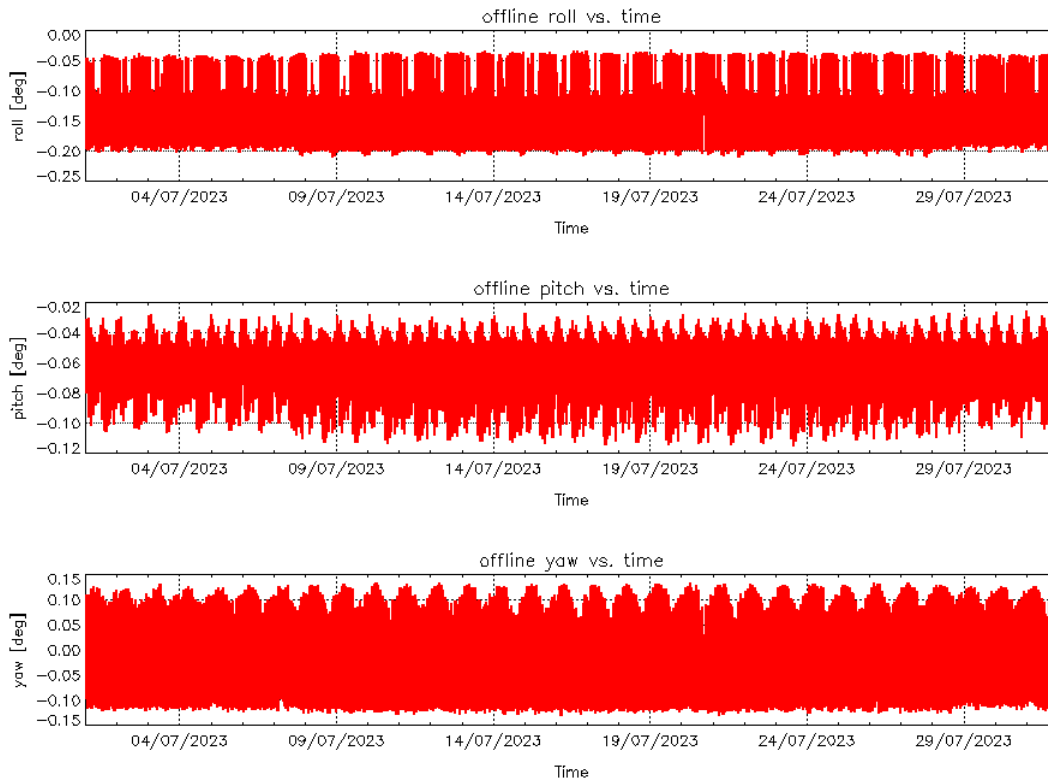 offline roll vs. time
0.00
-0.05
-0.10
-0.15
-0.20
-0.25
roll [deg]
04/07/2023 09/07/2023 14/07/2023 19/07/2023 24/07/2023 29/07/2023
Time
offline pitch vs. time
-0.02
-0.04
-0.06
-0.08
-0.10
-0.12
pitch [deg]
04/07/2023 09/07/2023 14/07/2023 19/07/2023 24/07/2023 29/07/2023
Time
offline yaw vs. time
0.15
0.10
0.05
0.00
-0.05
-0.10
-0.15
yaw [deg]
04/07/2023 09/07/2023 14/07/2023 19/07/2023 24/07/2023 29/07/2023
Time